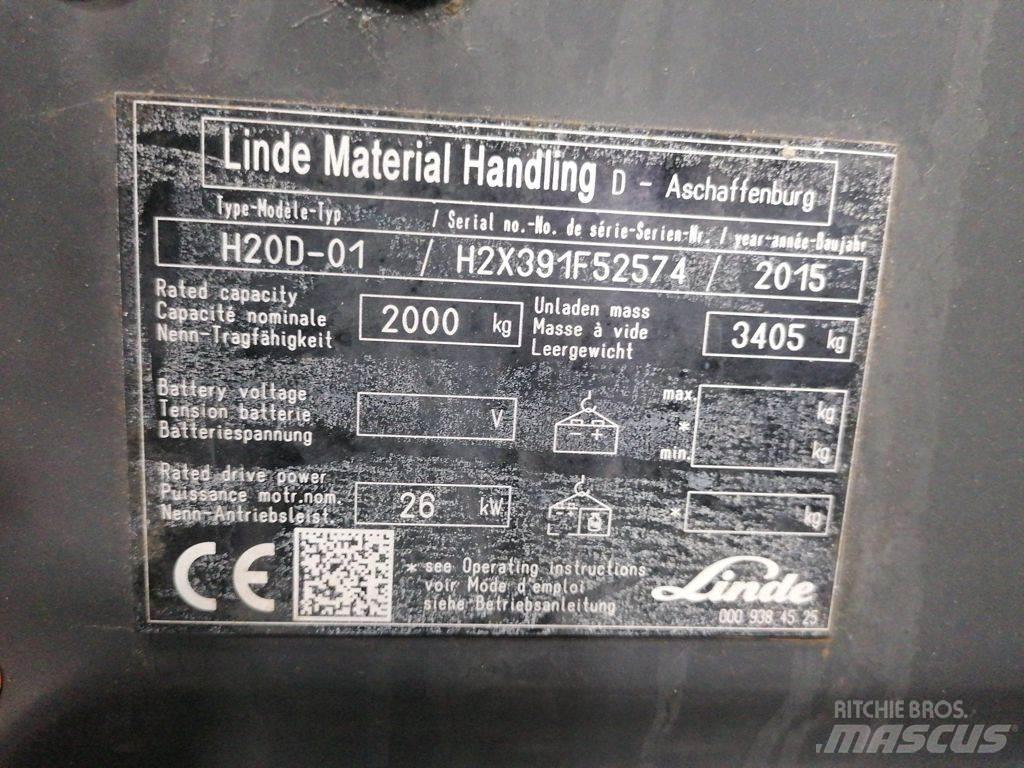 Linde Material Handling D - Aschaffenburg
Type-Modèle-Typ / Serial no.-No. de série-Serien-Nr. / year-année-Baujahr
H20D-01 / H2X391F52574 / 2015
Rated capacity
Capacité nominale
Nenn-Tragfähigkeit
2000 kg
Unladen mass
Masse à vide
Leergewicht
3405 kg
Battery voltage
Tension batterie
Batteriespannung
V
- +
max. kg
*
min. kg
Rated drive power
Puissance motr.nom.
Nenn-Antriebsleist.
26 kW
* kg
CE
* see Operating instructions
voir Mode d'emploi
siehe Betriebsanleitung
Linde
000 938 45 25
RITCHIE BROS.
MASCUS